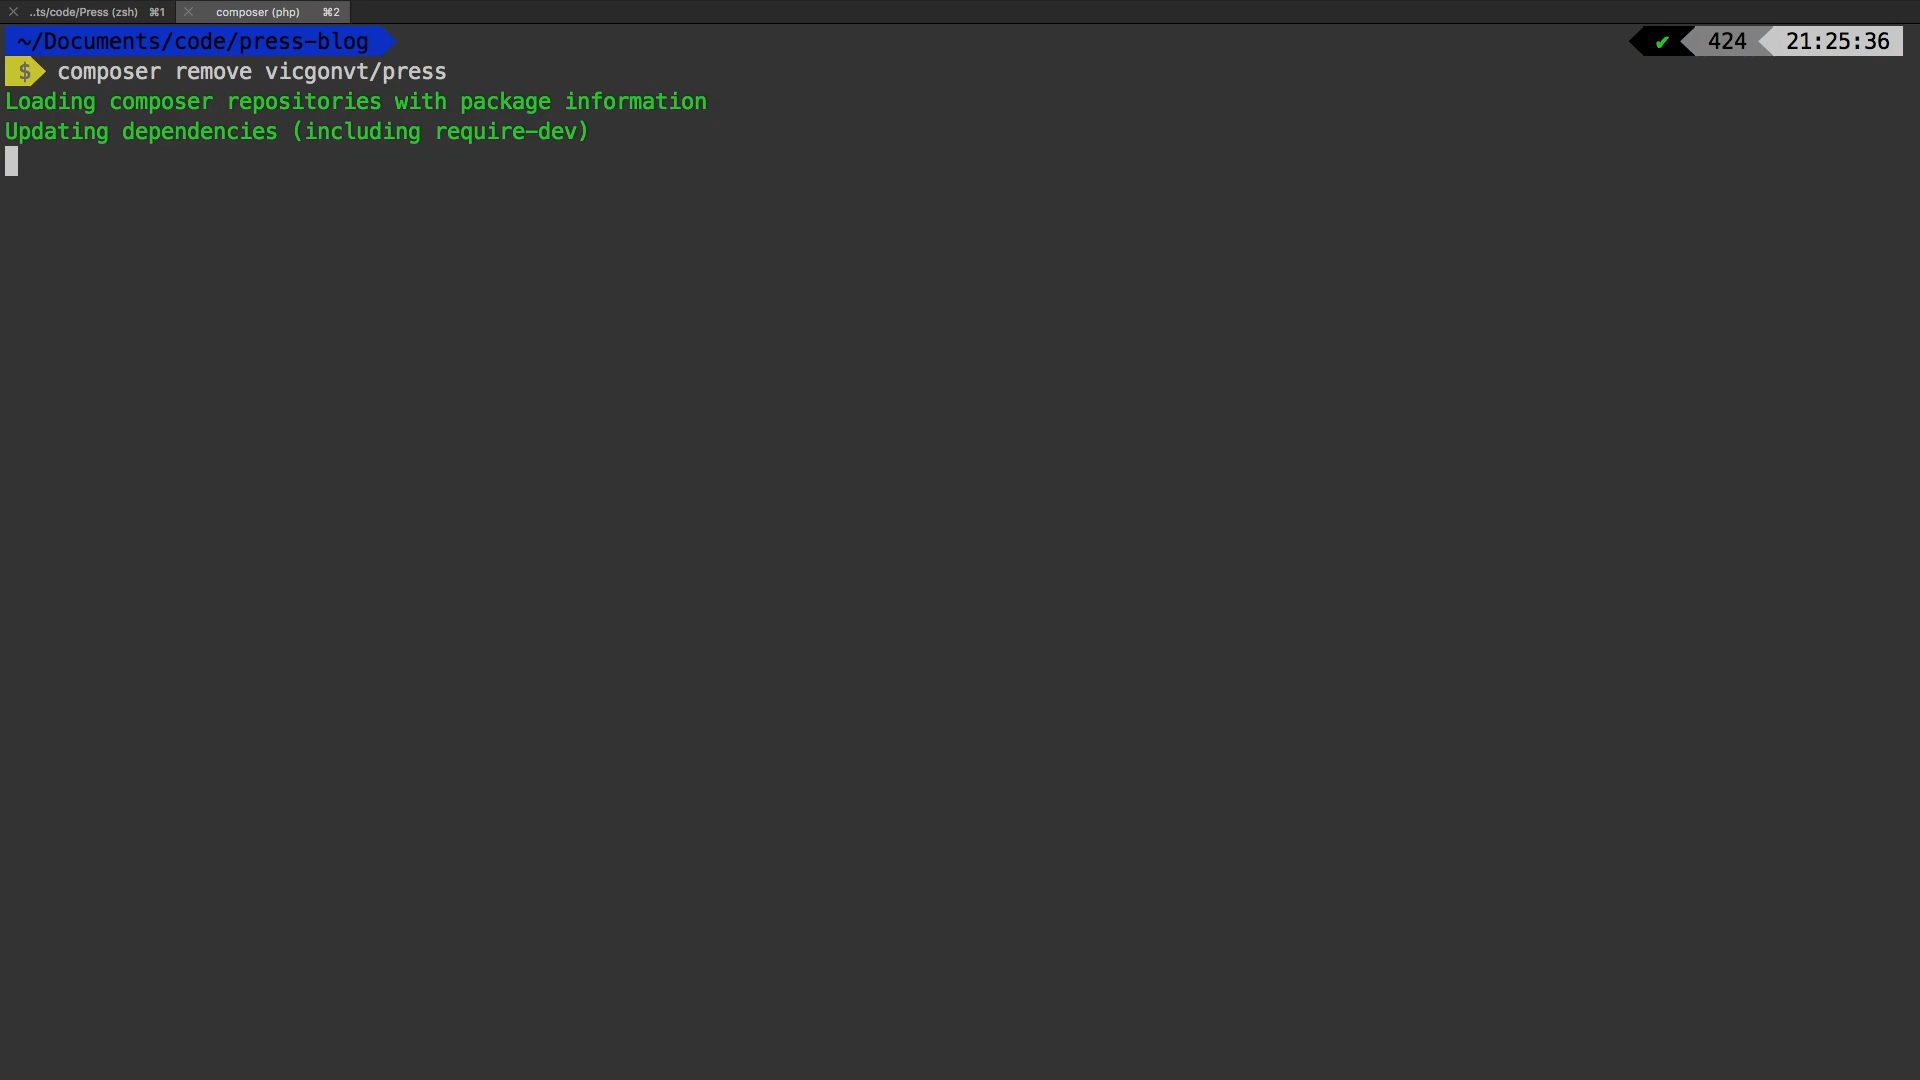 ..ts/code/Press (zsh) ⌘1 composer (php) ⌘2
~/Documents/code/press-blog ✔ 424 21:25:36
$ composer remove vicgonvt/press
Loading composer repositories with package information
Updating dependencies (including require-dev)